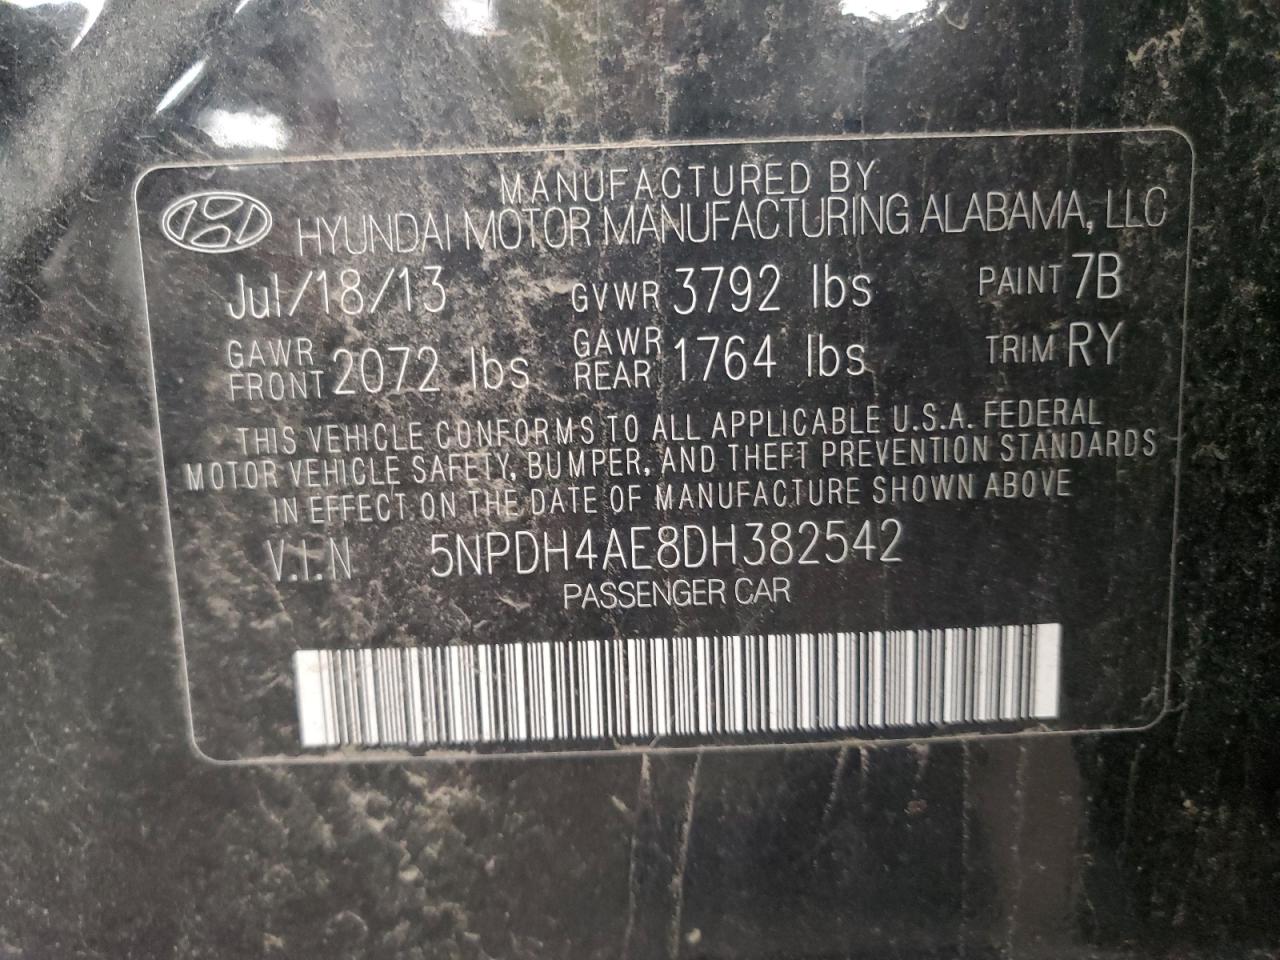 MANUFACTURED BY
HYUNDAI MOTOR MANUFACTURING ALABAMA, LLC
Jul/18/13 GVWR 3792 lbs PAINT 7B
GAWR FRONT 2072 lbs GAWR REAR 1764 lbs TRIM RY
THIS VEHICLE CONFORMS TO ALL APPLICABLE U.S.A. FEDERAL
MOTOR VEHICLE SAFETY, BUMPER, AND THEFT PREVENTION STANDARDS
IN EFFECT ON THE DATE OF MANUFACTURE SHOWN ABOVE
V.I.N 5NPDH4AE8DH382542
PASSENGER CAR